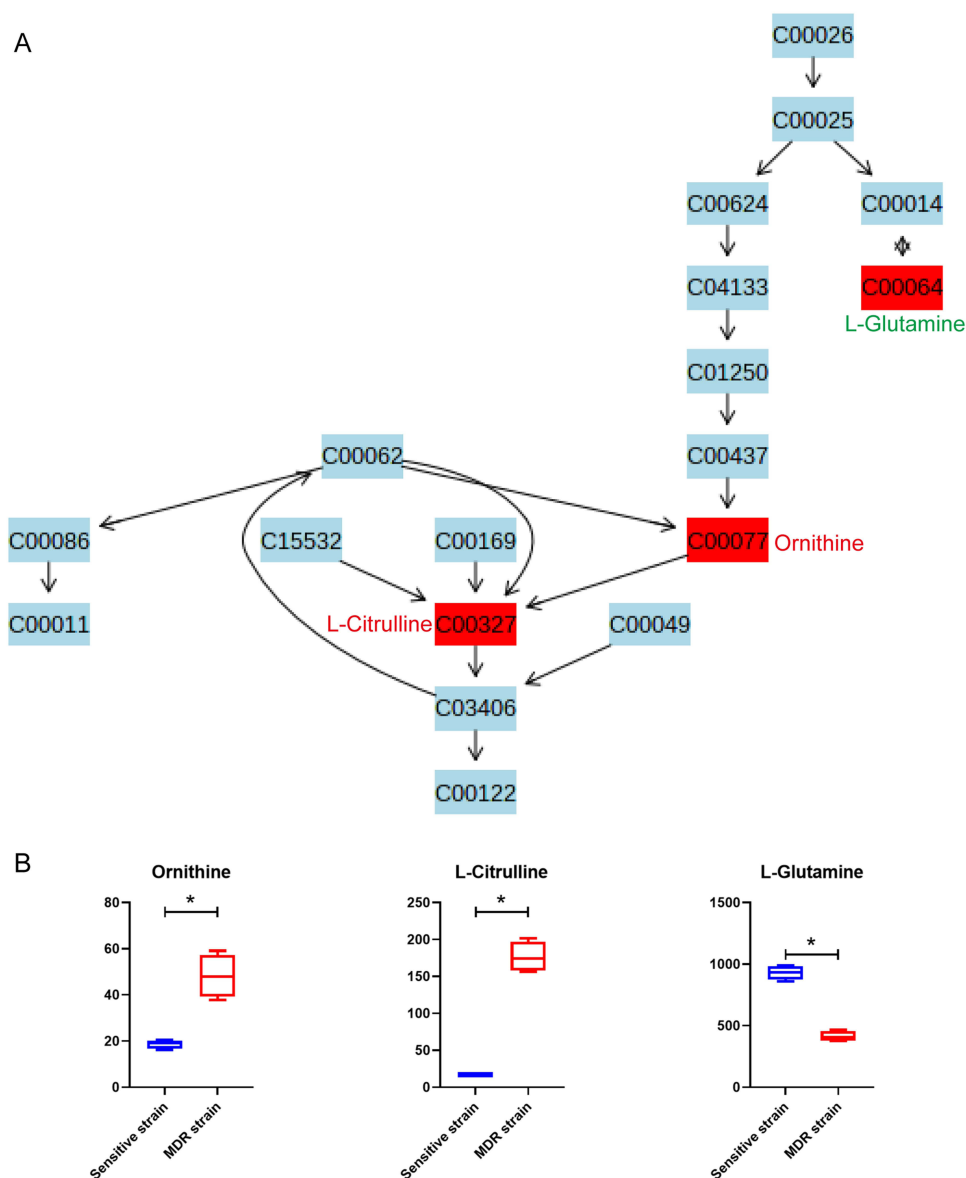 A
C00026
C00025
C00624
C00014
C04133
C00064
L-Glutamine
C01250
C00062
C00437
C00086
C15532
C00169
C00077
Ornithine
C00011
L-Citrulline
C00327
C00049
C03406
C00122
B
Ornithine
80
60
40
20
0
*
Sensitive strain
MDR strain
L-Citrulline
250
200
150
100
50
0
*
Sensitive strain
MDR strain
L-Glutamine
1500
1000
500
0
*
Sensitive strain
MDR strain